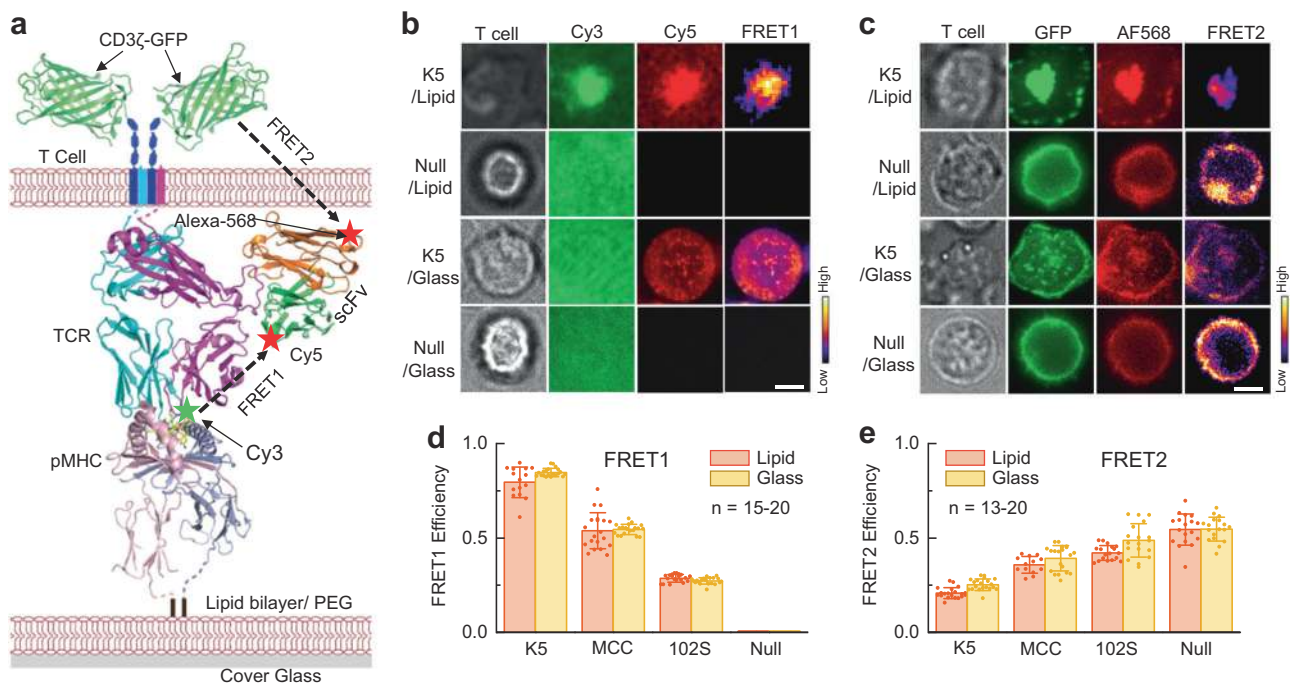 a
CD3ζ-GFP
FRET2
T Cell
Alexa-568
scFv
TCR
Cy5
FRET1
Cy3
pMHC
Lipid bilayer/ PEG
Cover Glass
b
T cell Cy3 Cy5 FRET1
K5
/Lipid
Null
/Lipid
K5
/Glass
Null
/Glass
High
Low
c
T cell GFP AF568 FRET2
K5
/Lipid
Null
/Lipid
K5
/Glass
Null
/Glass
High
Low
d
FRET1
Lipid
Glass
n = 15-20
FRET1 Efficiency
1.0
0.5
0.0
K5 MCC 102S Null
e
FRET2
Lipid
Glass
n = 13-20
FRET2 Efficiency
1.0
0.5
0.0
K5 MCC 102S Null